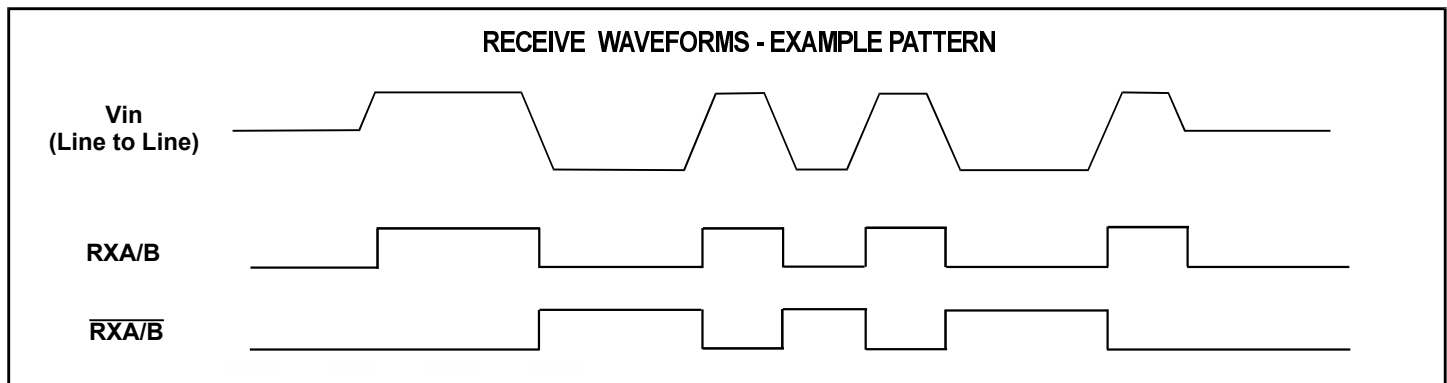 RECEIVE WAVEFORMS - EXAMPLE PATTERN
Vin
(Line to Line)
RXA/B
RXA/B